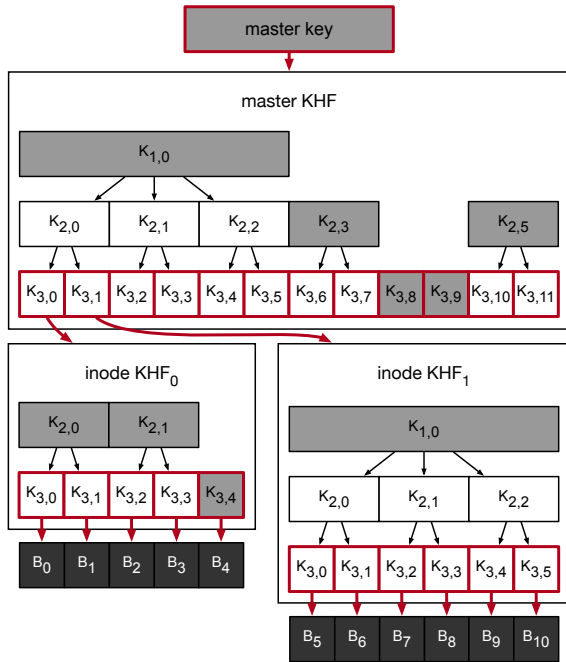 master key
master KHF
K1,0
K2,0 K2,1 K2,2 K2,3 K2,5
K3,0 K3,1 K3,2 K3,3 K3,4 K3,5 K3,6 K3,7 K3,8 K3,9 K3,10 K3,11
inode KHF0
K2,0 K2,1
K3,0 K3,1 K3,2 K3,3 K3,4
B0 B1 B2 B3 B4
inode KHF1
K1,0
K2,0 K2,1 K2,2
K3,0 K3,1 K3,2 K3,3 K3,4 K3,5
B5 B6 B7 B8 B9 B10